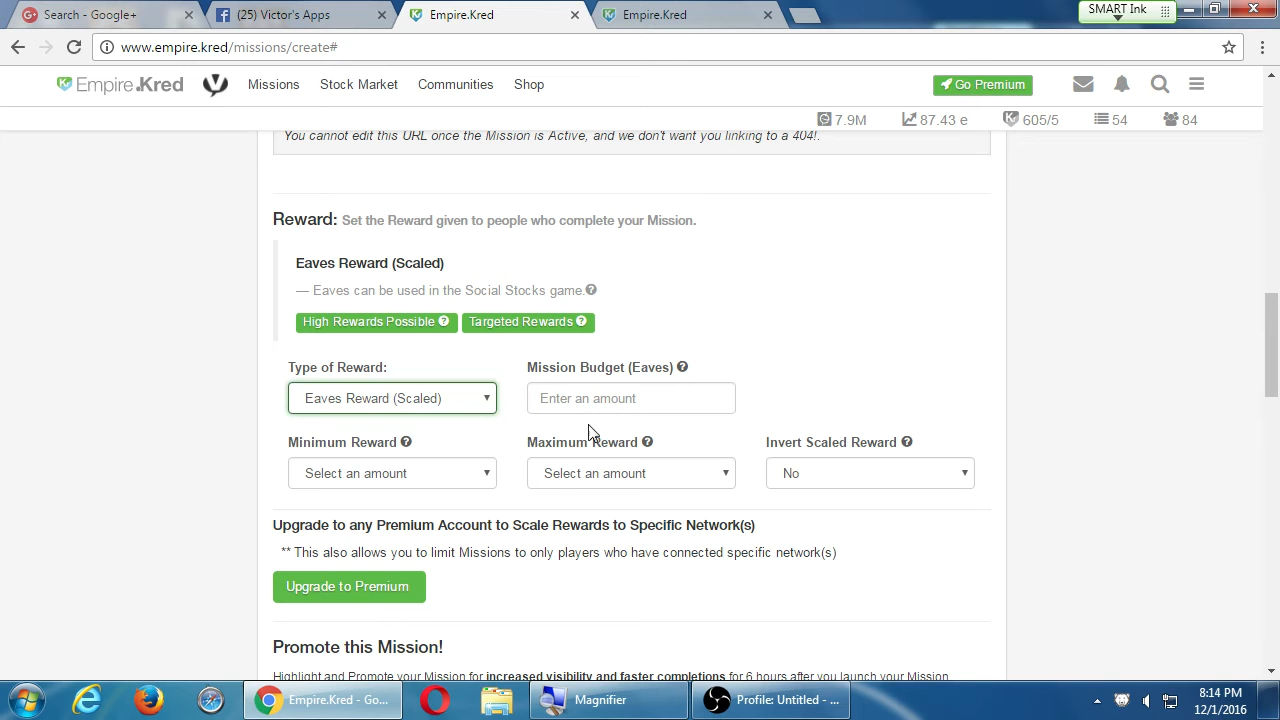 Search - Google+
(25) Victor's Apps
Empire.Kred
Empire.Kred
SMART Ink
www.empire.kred/missions/create#
Empire.Kred
Missions
Stock Market
Communities
Shop
Go Premium
7.9M
87.43 e
605/5
54
84
You cannot edit this URL once the Mission is Active, and we don't want you linking to a 404!.
Reward: Set the Reward given to people who complete your Mission.
Eaves Reward (Scaled)
— Eaves can be used in the Social Stocks game.
High Rewards Possible
Targeted Rewards
Type of Reward:
Mission Budget (Eaves)
Eaves Reward (Scaled)
Enter an amount
Minimum Reward
Maximum Reward
Invert Scaled Reward
Select an amount
Select an amount
No
Upgrade to any Premium Account to Scale Rewards to Specific Network(s)
** This also allows you to limit Missions to only players who have connected specific network(s)
Upgrade to Premium
Promote this Mission!
Highlight and Promote your Mission for increased visibility and faster completions for 6 hours after you launch your Mission
Empire.Kred - Go...
Magnifier
Profile: Untitled - ...
8:14 PM
12/1/2016